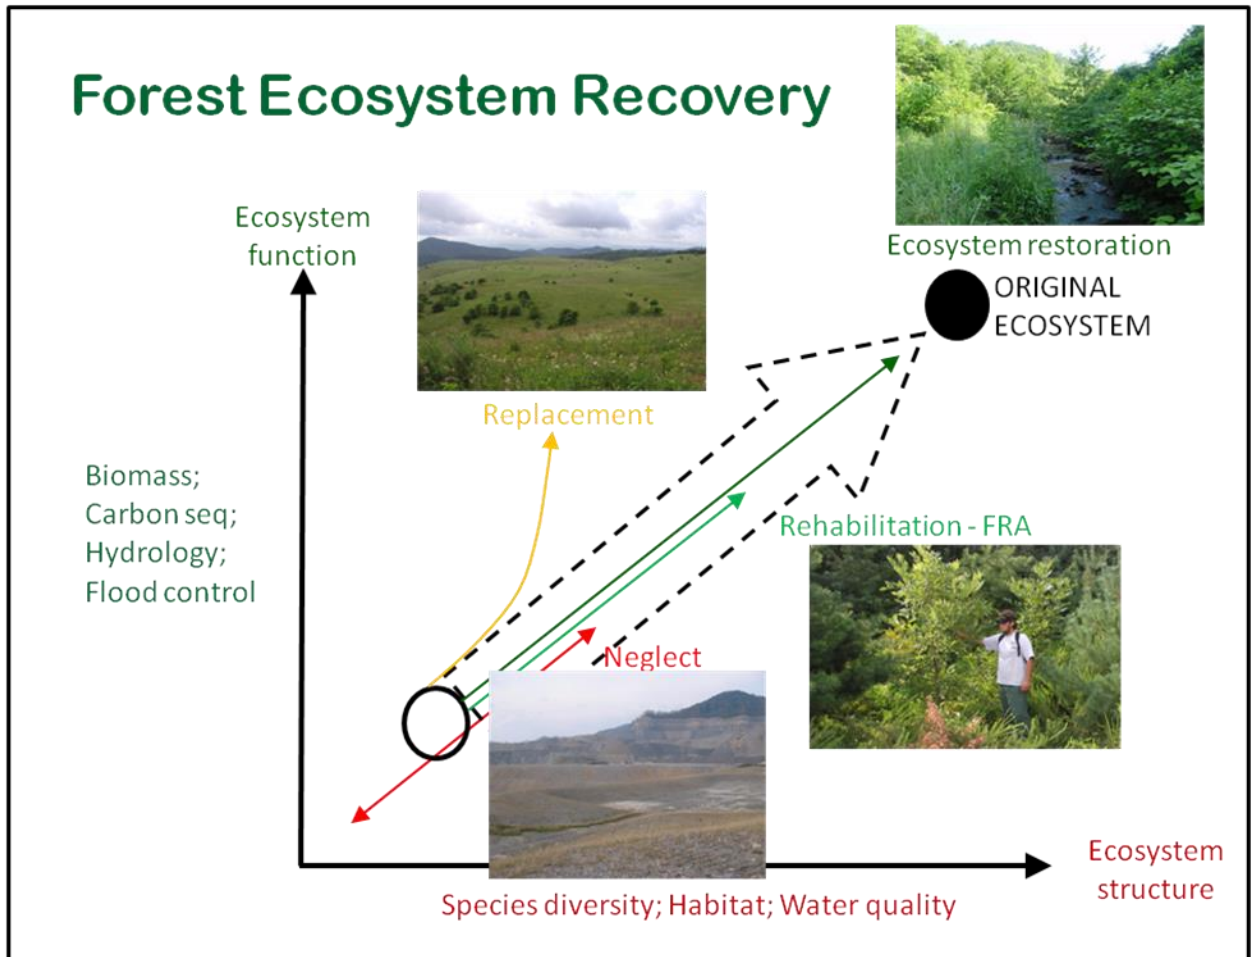 Forest Ecosystem Recovery
Ecosystem
function
Ecosystem restoration
ORIGINAL
ECOSYSTEM
Replacement
Biomass;
Carbon seq;
Hydrology;
Flood control
Rehabilitation - FRA
Neglect
Ecosystem
structure
Species diversity; Habitat; Water quality